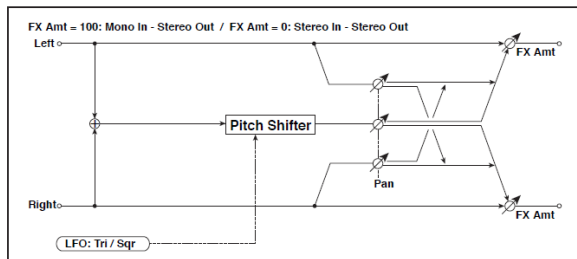 FX Amt = 100: Mono In - Stereo Out / FX Amt = 0: Stereo In - Stereo Out
Left
FX Amt
+
Pitch Shifter
Pan
Right
FX Amt
LFO: Tri / Sqr